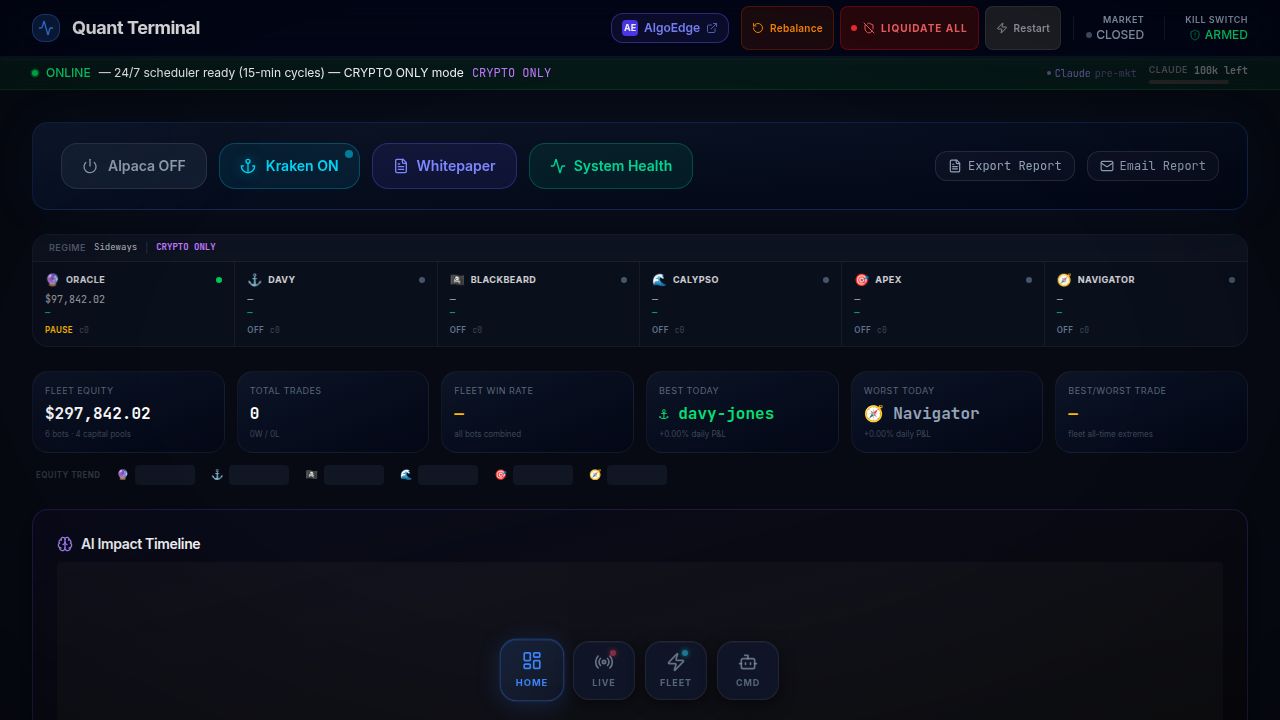 Quant Terminal
AE AlgoEdge
Rebalance
LIQUIDATE ALL
Restart
MARKET
CLOSED
KILL SWITCH
ARMED
ONLINE — 24/7 scheduler ready (15-min cycles) — CRYPTO ONLY mode CRYPTO ONLY
Claude pre-mkt
CLAUDE 100k left
Alpaca OFF
Kraken ON
Whitepaper
System Health
Export Report
Email Report
REGIME Sideways CRYPTO ONLY
ORACLE
$97,842.02
—
PAUSE c0
DAVY
—
—
OFF c0
BLACKBEARD
—
—
OFF c0
CALYPSO
—
—
OFF c0
APEX
—
—
OFF c0
NAVIGATOR
—
—
OFF c0
FLEET EQUITY
$297,842.02
6 bots · 4 capital pools
TOTAL TRADES
0
0W / 0L
FLEET WIN RATE
—
all bots combined
BEST TODAY
davy-jones
+0.00% daily P&L
WORST TODAY
Navigator
+0.00% daily P&L
BEST/WORST TRADE
—
fleet all-time extremes
EQUITY TREND
AI Impact Timeline
HOME
LIVE
FLEET
CMD